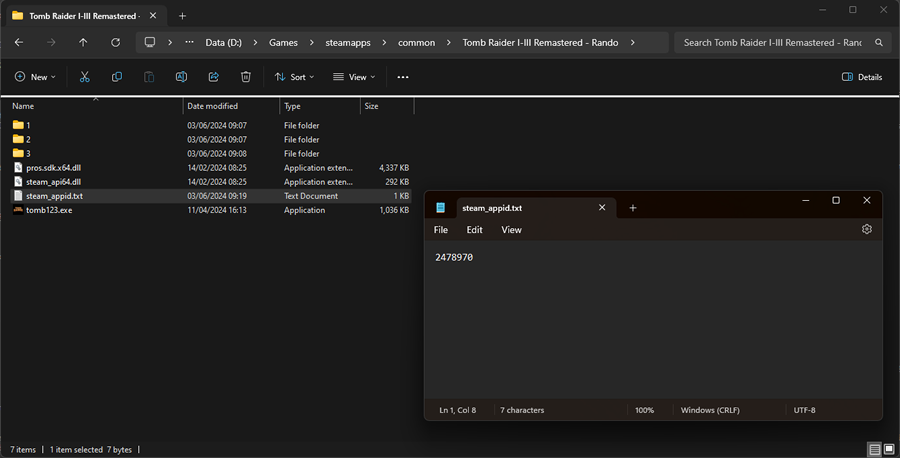 Tomb Raider I-III Remastered -
Data (D:) Games steamapps common Tomb Raider I-III Remastered - Rando
Search Tomb Raider I-III Remastered - Ranc
New Sort View Details
Name Date modified Type Size
1 03/06/2024 09:07 File folder
2 03/06/2024 09:07 File folder
3 03/06/2024 09:08 File folder
pros.sdk.x64.dll 14/02/2024 08:25 Application exten... 4,337 KB
steam_api64.dll 14/02/2024 08:25 Application exten... 292 KB
steam_appid.txt 03/06/2024 09:19 Text Document 1 KB
tomb123.exe 11/04/2024 16:13 Application 1,036 KB
steam_appid.txt
File Edit View
2478970
Ln 1, Col 8 7 characters 100% Windows (CRLF) UTF-8
7 items 1 item selected 7 bytes